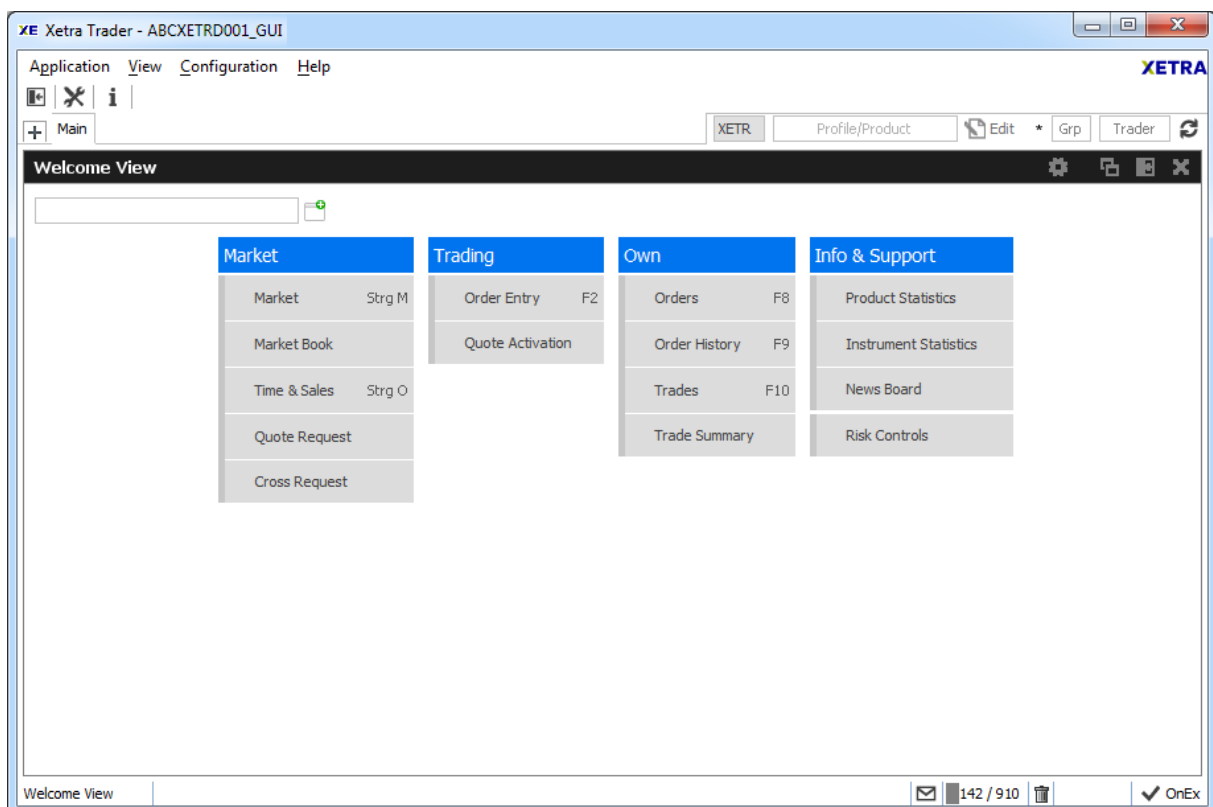 XE Xetra Trader - ABCXETRD001_GUI
Application View Configuration Help
XETRA
Main
XETR Profile/Product Edit * Grp Trader
Welcome View
Market Trading Own Info & Support
Market Strg M Order Entry F2 Orders F8 Product Statistics
Market Book Quote Activation Order History F9 Instrument Statistics
Time & Sales Strg O Trades F10 News Board
Quote Request Trade Summary Risk Controls
Cross Request
Welcome View 142 / 910 OnEx